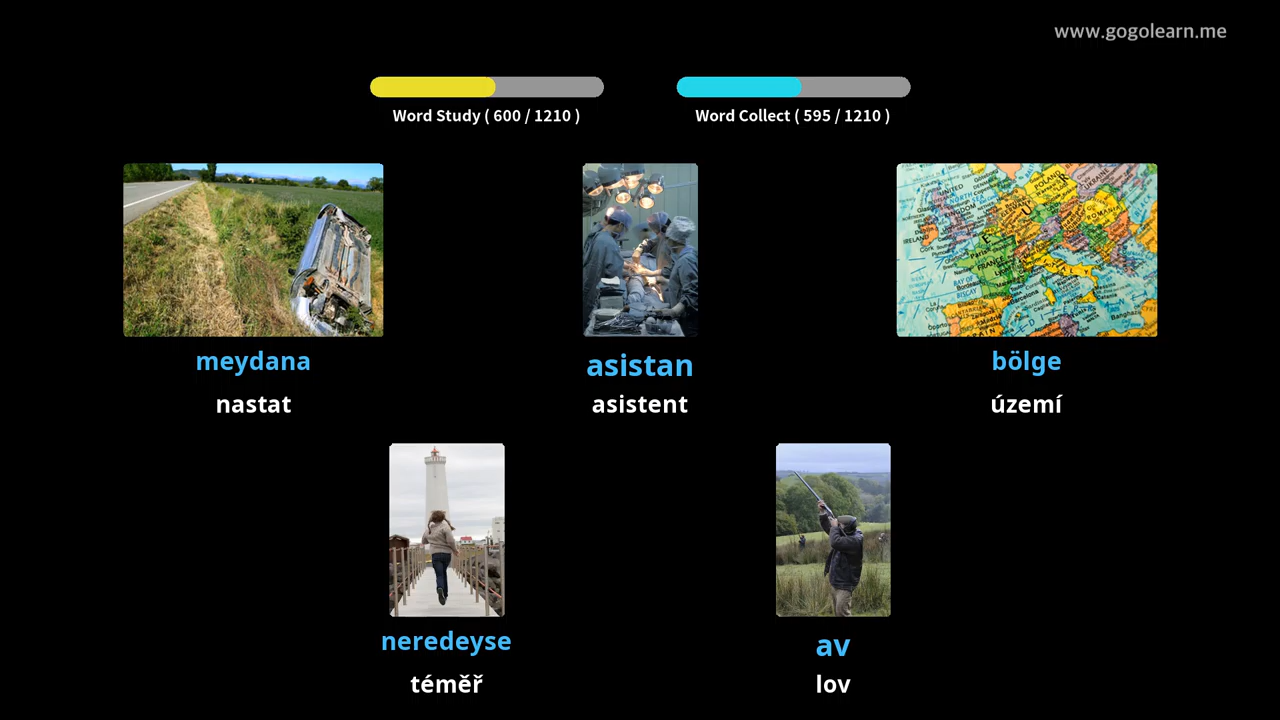 www.gogolearn.me
Word Study ( 600 / 1210 )
Word Collect ( 595 / 1210 )
meydana
nastat
asistan
asistent
bölge
území
neredeyse
téměř
av
lov